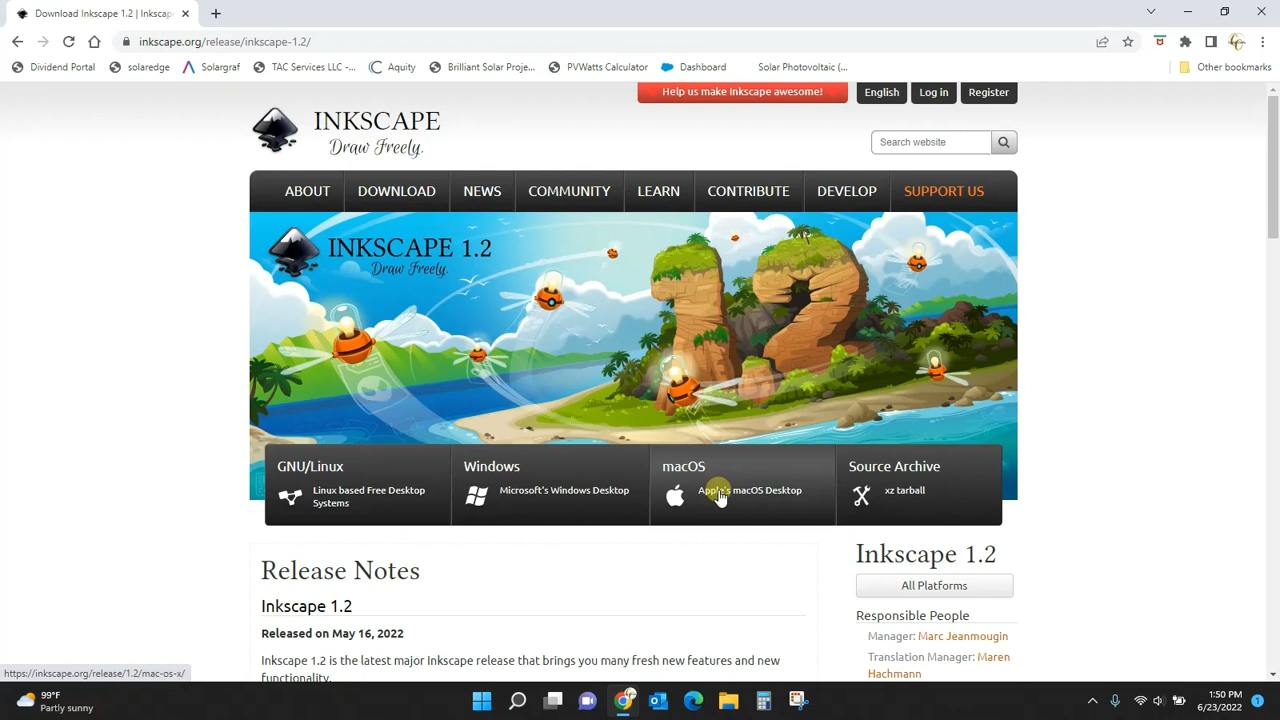 Download Inkscape 1.2 | Inkscape
inkscape.org/release/inkscape-1.2/
Dividend Portal
solaredge
Solargraf
TAC Services LLC -...
Aquity
Brilliant Solar Proje...
PVWatts Calculator
Dashboard
Solar Photovoltaic (...
Other bookmarks
Help us make Inkscape awesome!
English
Log in
Register
INKSCAPE
Draw Freely.
Search website
ABOUT
DOWNLOAD
NEWS
COMMUNITY
LEARN
CONTRIBUTE
DEVELOP
SUPPORT US
INKSCAPE 1.2
Draw Freely.
GNU/Linux
Linux based Free Desktop
Systems
Windows
Microsoft's Windows Desktop
macOS
Apple's macOS Desktop
Source Archive
xz tarball
Release Notes
Inkscape 1.2
Released on May 16, 2022
Inkscape 1.2 is the latest major Inkscape release that brings you many fresh new features and new
functionality.
Inkscape 1.2
All Platforms
Responsible People
Manager: Marc Jeanmougin
Translation Manager: Maren
Hachmann
https://inkscape.org/release/1.2/mac-os-x/
99°F
Partly sunny
1:50 PM
6/23/2022
1